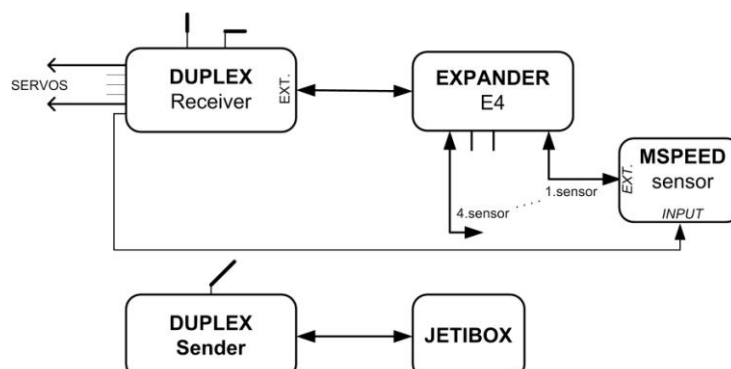 SERVOS
DUPLEX
Receiver
EXT.
EXPANDER
E4
4.sensor
1.sensor
MSPEED
sensor
EXT.
INPUT
DUPLEX
Sender
JETIBOX